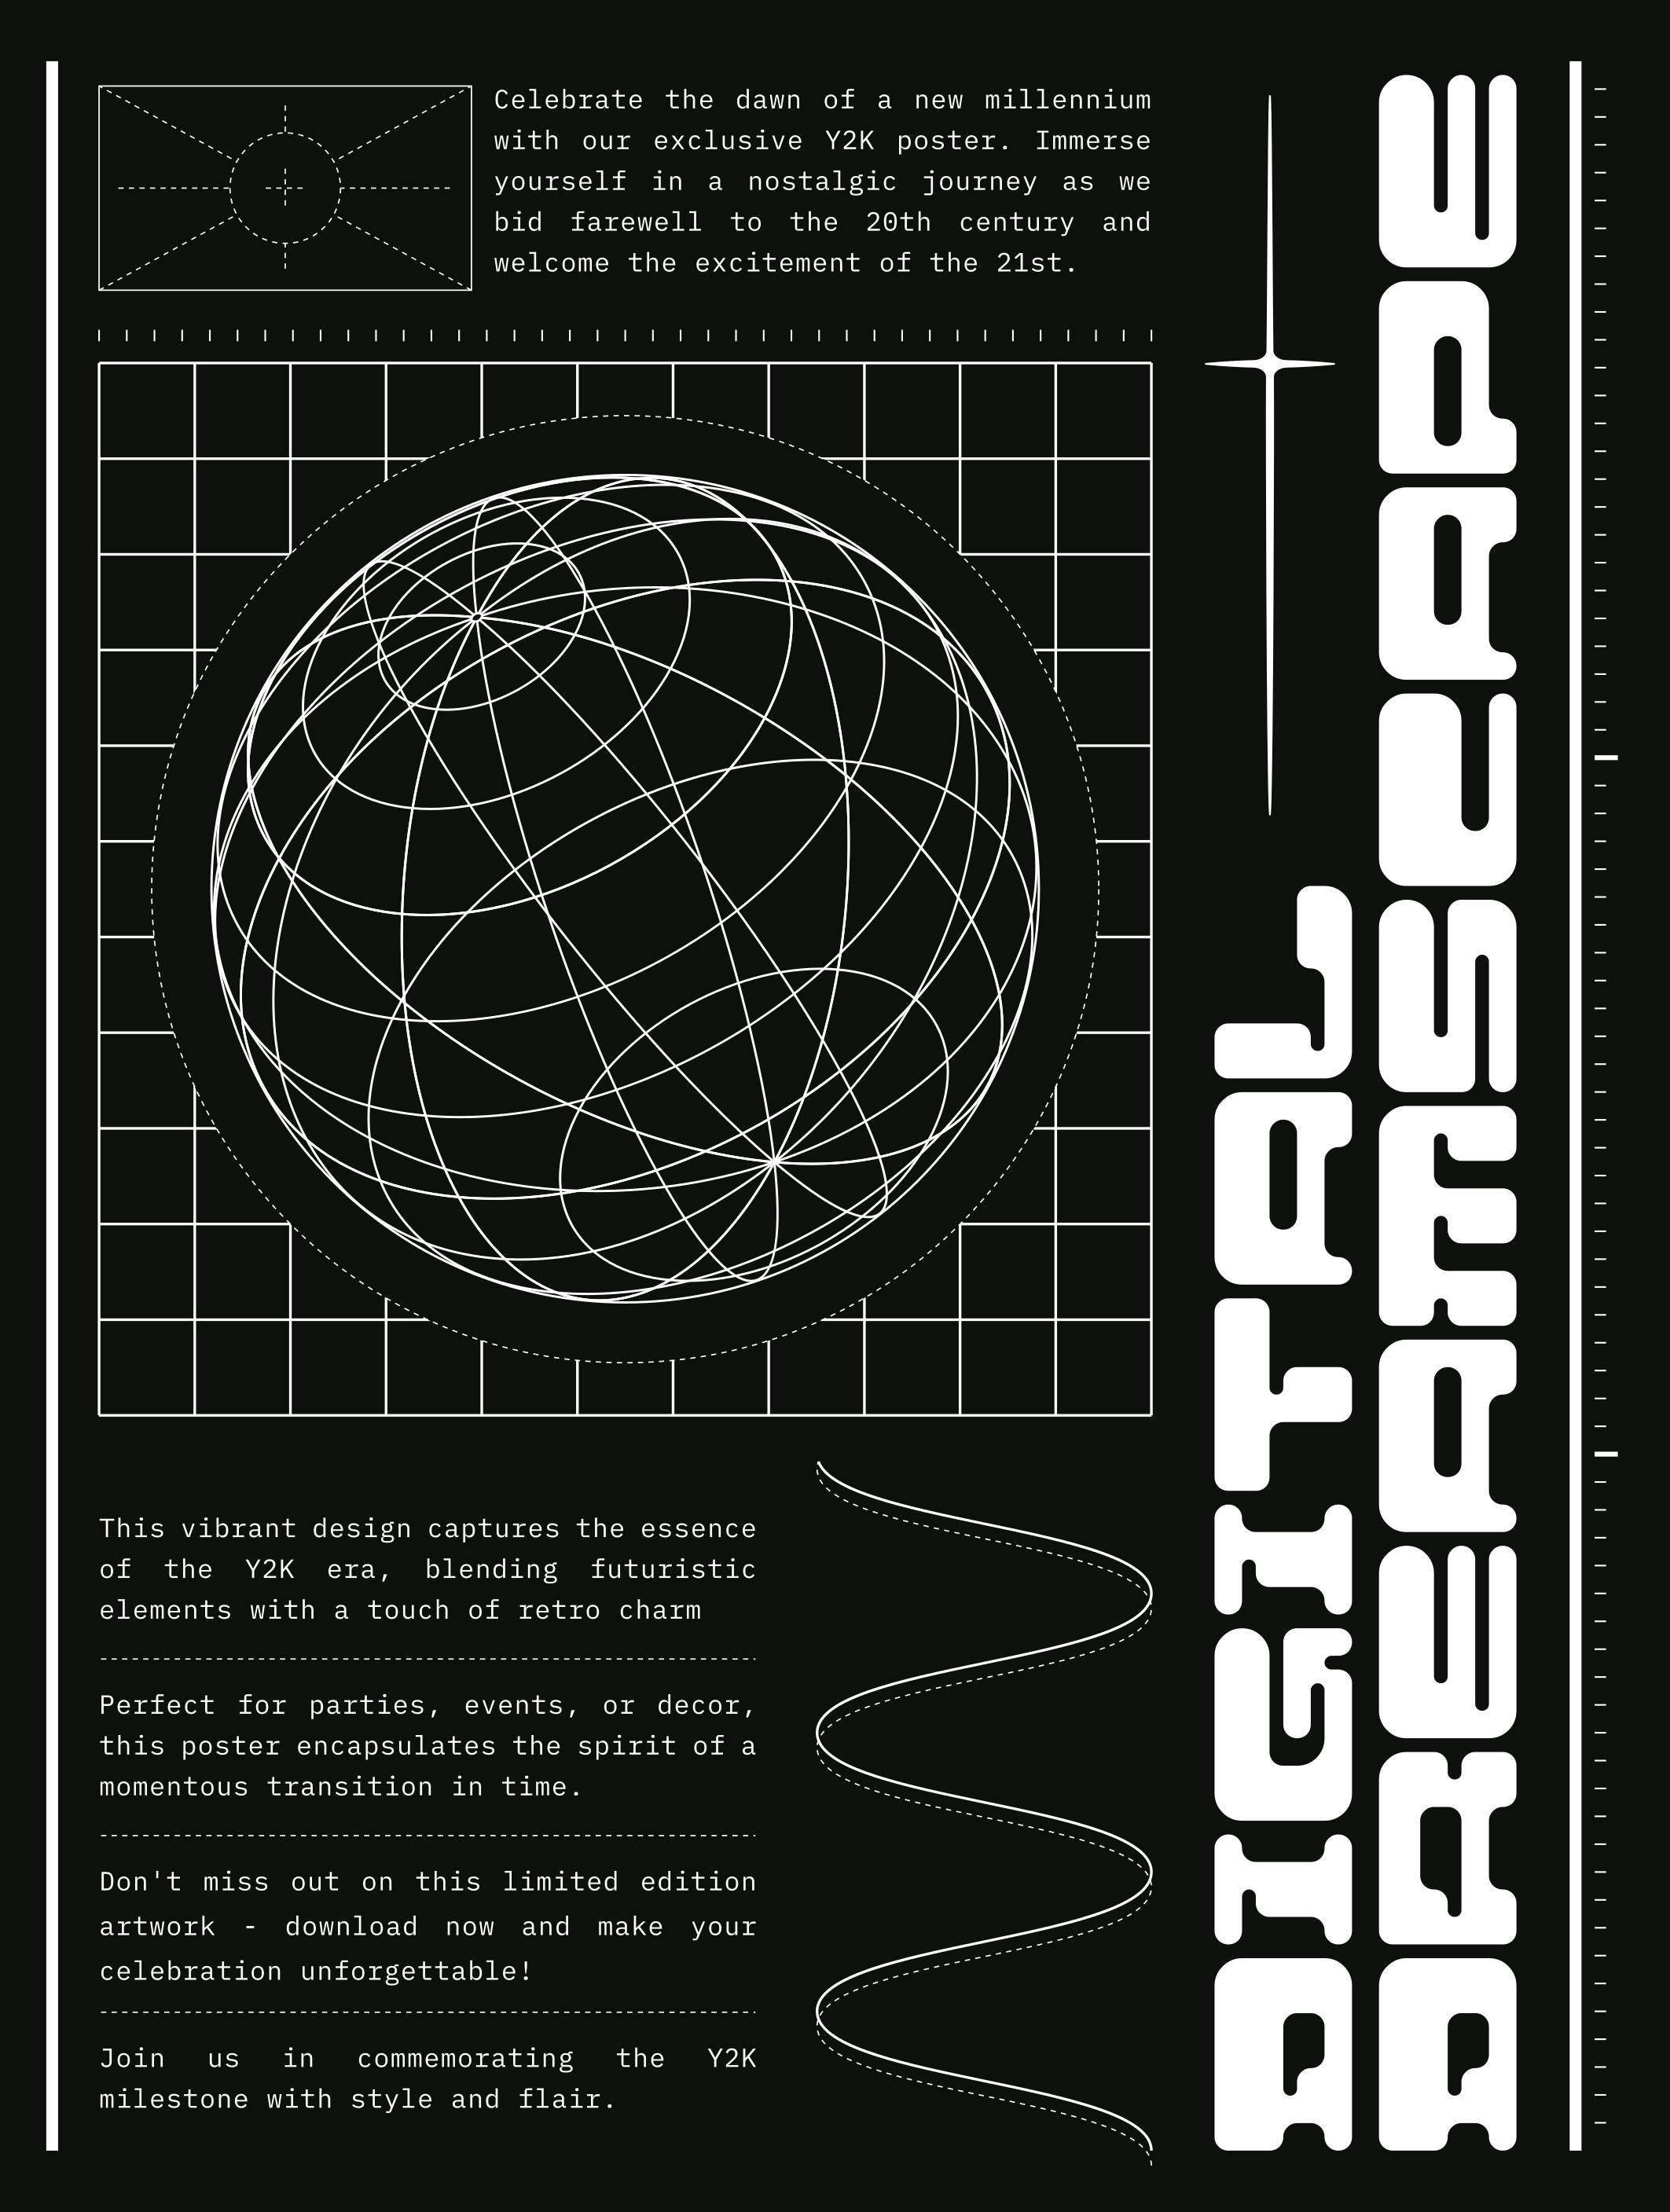 Celebrate the dawn of a new millennium
with our exclusive Y2K poster. Immerse
yourself in a nostalgic journey as we
bid farewell to the 20th century and
welcome the excitement of the 21st.
This vibrant design captures the essence
of the Y2K era, blending futuristic
elements with a touch of retro charm
Perfect for parties, events, or decor,
this poster encapsulates the spirit of a
momentous transition in time.
Don't miss out on this limited edition
artwork - download now and make your
celebration unforgettable!
Join us in commemorating the Y2K
milestone with style and flair.
DIGITAL
DREAMSCAPE